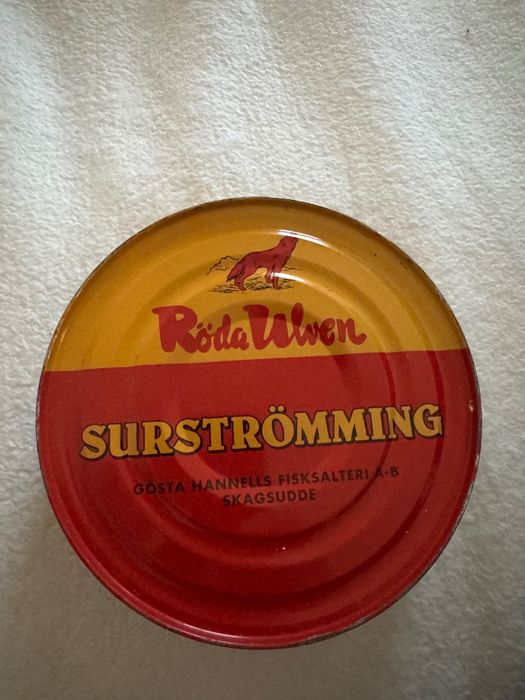 Röda Ulven
SURSTRÖMMING
GÖSTA HANNELLS FISKSALTERI A-B
SKAGSUDDE